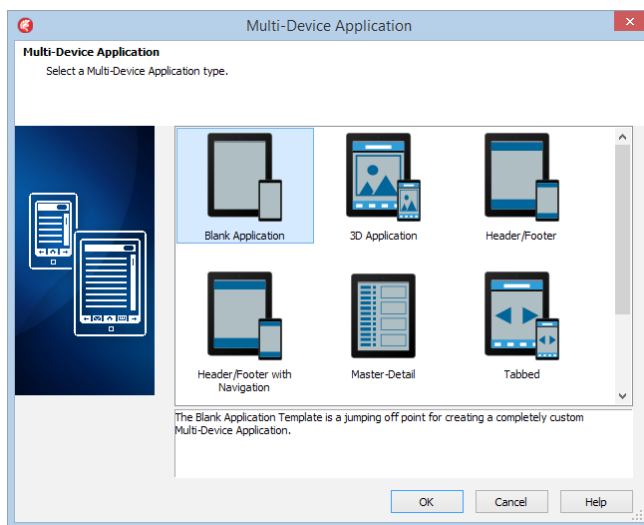 Multi-Device Application
Multi-Device Application
Select a Multi-Device Application type.
Blank Application
3D Application
Header/Footer
Header/Footer with
Navigation
Master-Detail
Tabbed
The Blank Application Template is a jumping off point for creating a completely custom
Multi-Device Application.
OK
Cancel
Help